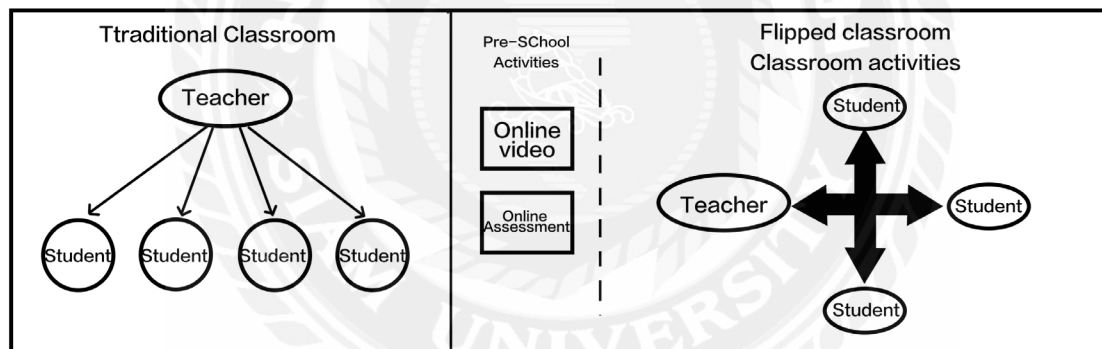 Ttraditional Classroom
Teacher
Student
Student
Student
Student
Pre-SChool
Activities
Online
video
Online
Assessment
Flipped classroom
Classroom activities
Student
Teacher
Student
Student
UNIVERSITY